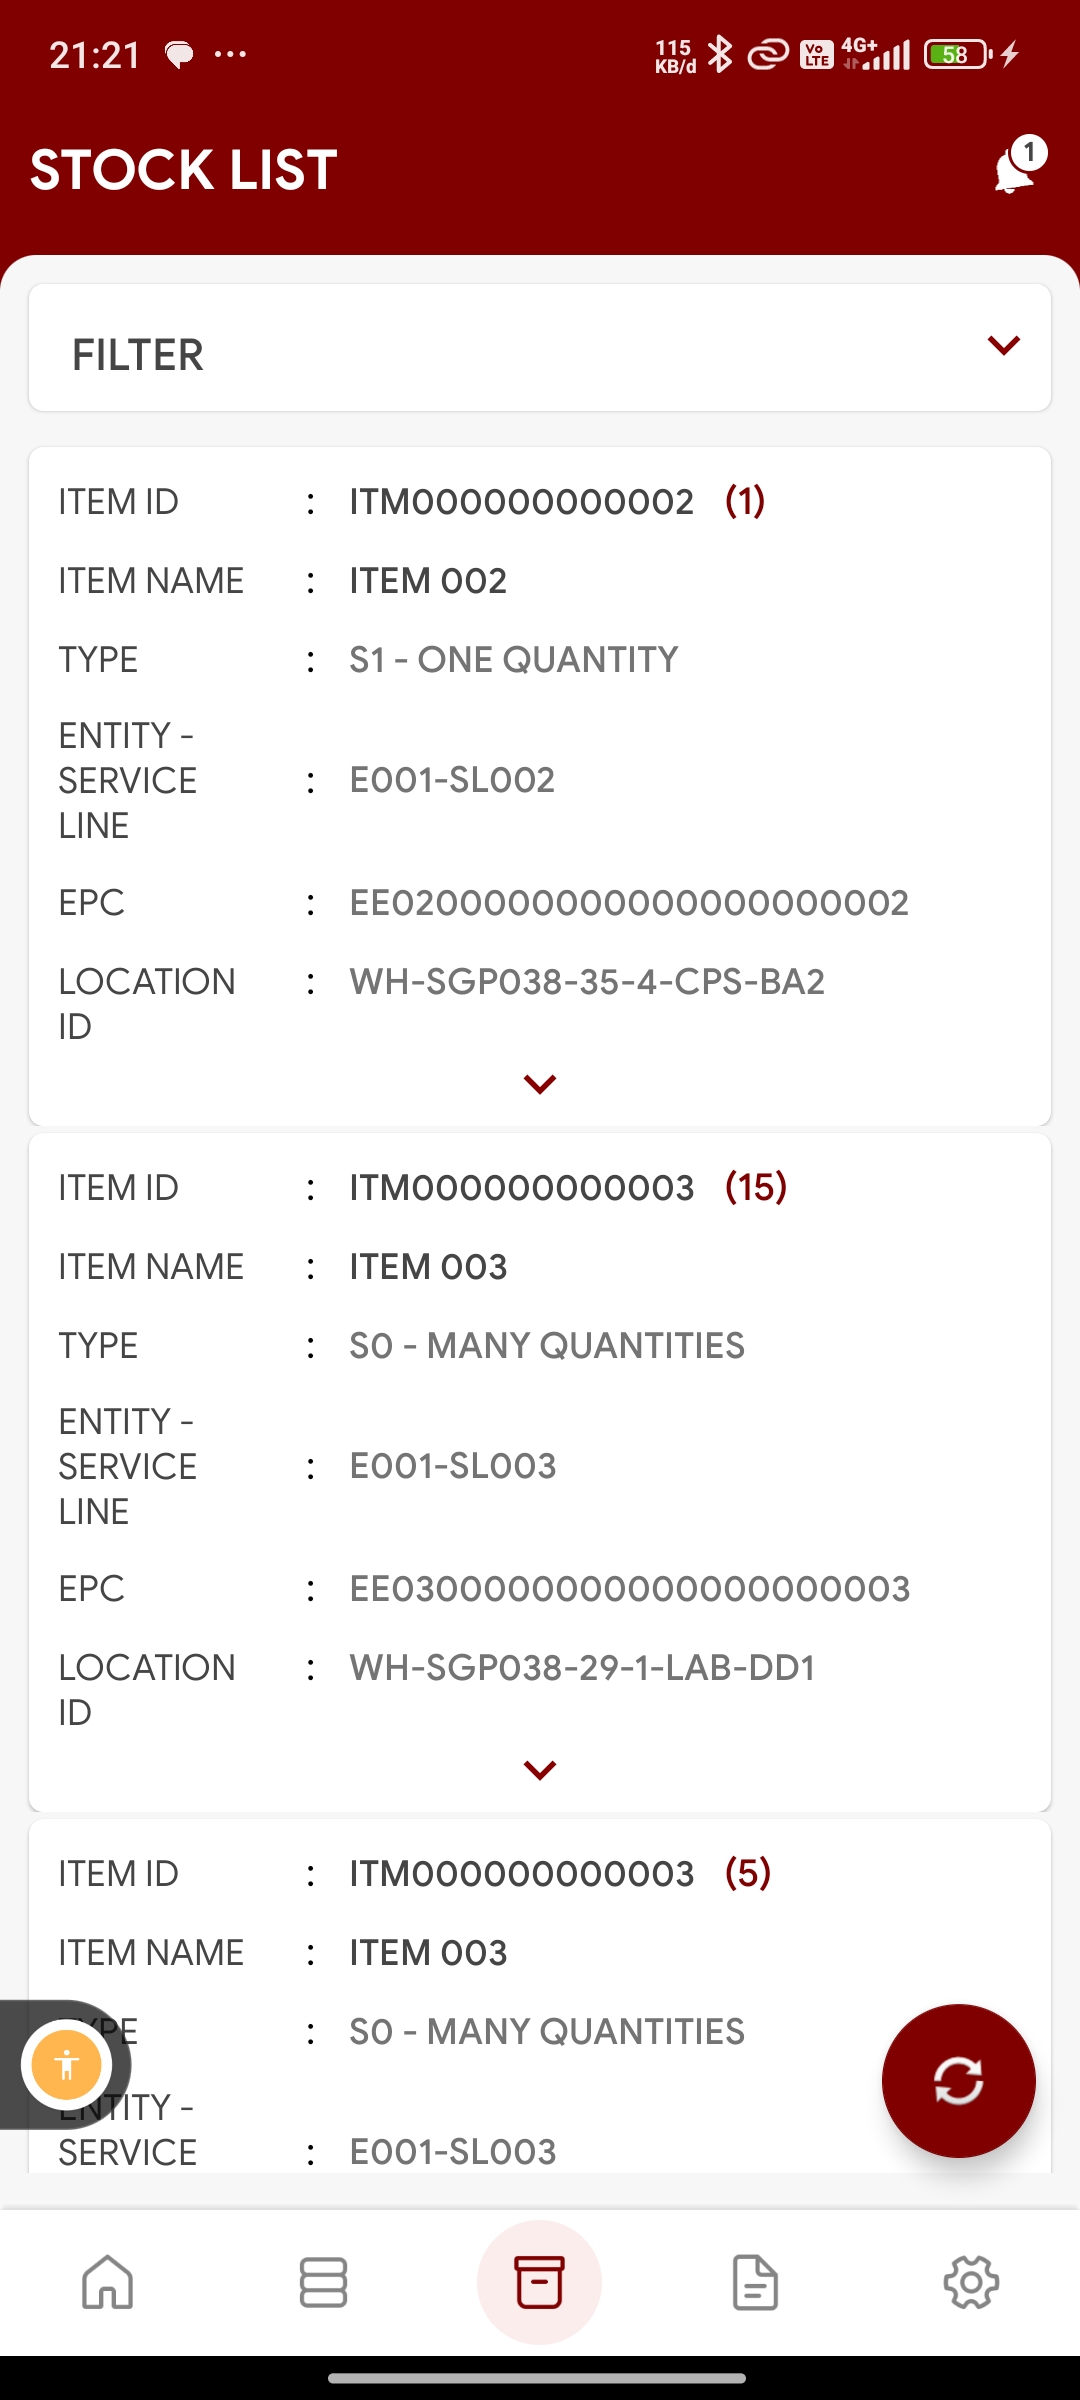 21:21 ... 115 KB/d Vo LTE 4G+ 58
STOCK LIST 1
FILTER
ITEM ID : ITM000000000002 (1)
ITEM NAME : ITEM 002
TYPE : S1 - ONE QUANTITY
ENTITY -
SERVICE : E001-SL002
LINE
EPC : EE0200000000000000000002
LOCATION : WH-SGP038-35-4-CPS-BA2
ID
ITEM ID : ITM000000000003 (15)
ITEM NAME : ITEM 003
TYPE : S0 - MANY QUANTITIES
ENTITY -
SERVICE : E001-SL003
LINE
EPC : EE0300000000000000000003
LOCATION : WH-SGP038-29-1-LAB-DD1
ID
ITEM ID : ITM000000000003 (5)
ITEM NAME : ITEM 003
TYPE : S0 - MANY QUANTITIES
ENTITY -
SERVICE : E001-SL003